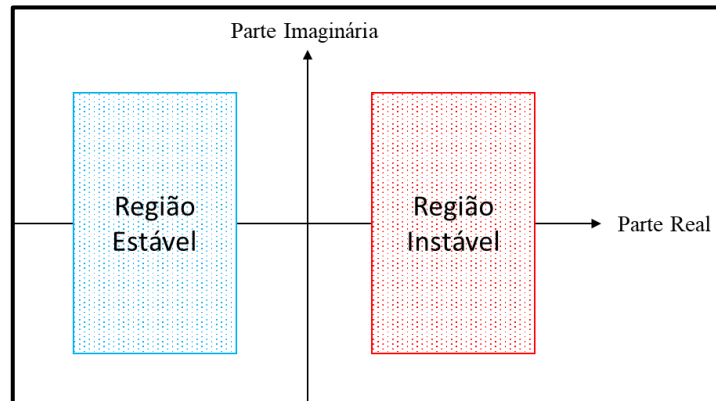 Parte Imaginária
Região
Estável
Região
Instável
Parte Real